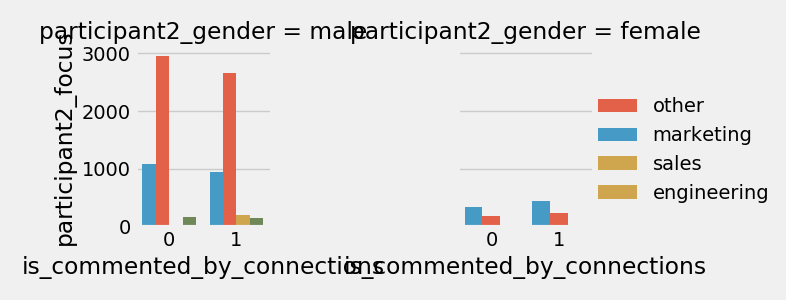 participant2_gender = male
participant2_gender = female
participant2_focus
3000
2000
1000
0
0 1
0 1
is_commented_by_connections
is_commented_by_connections
other
marketing
sales
engineering